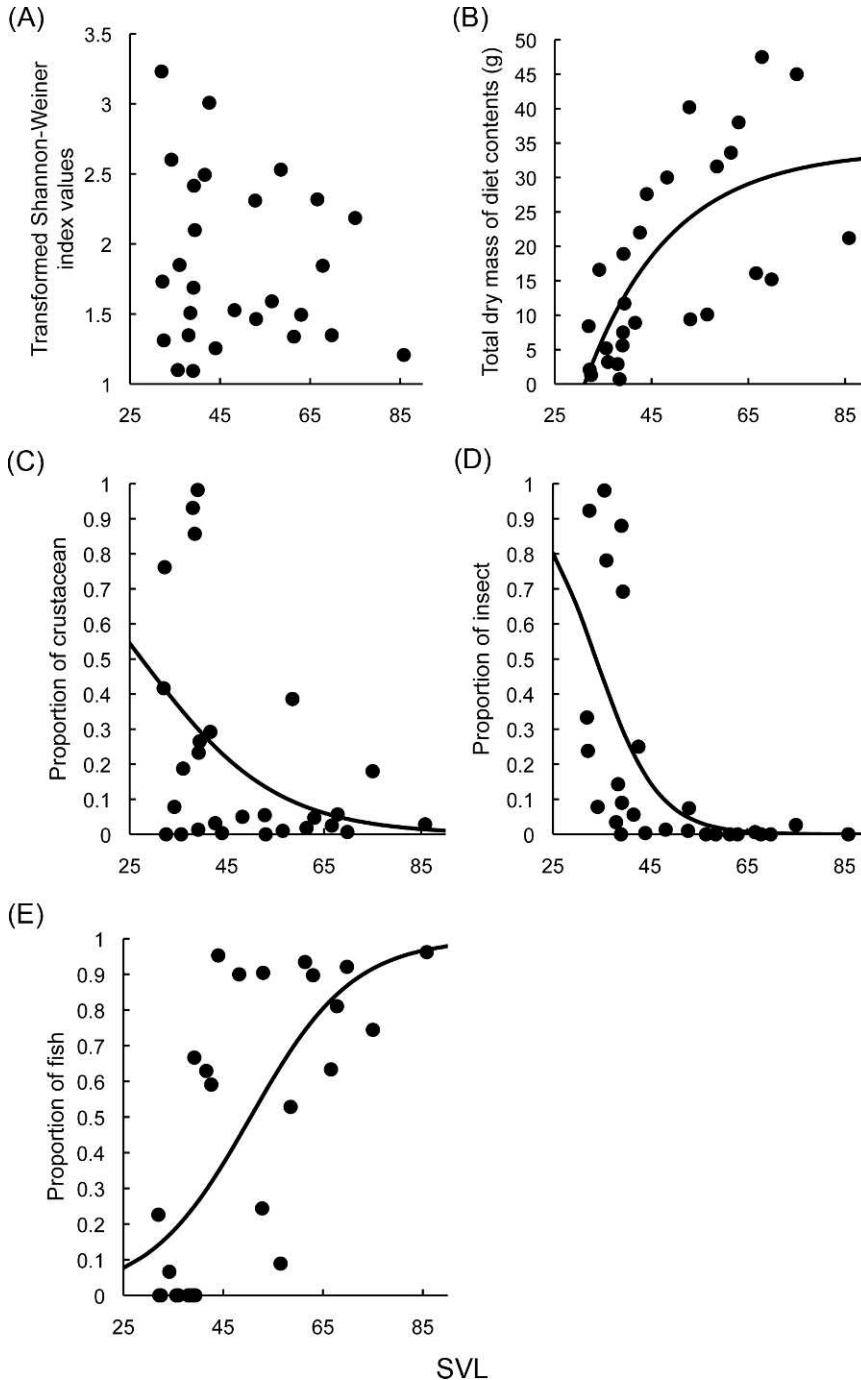 (A)
Transformed Shannon-Weiner
index values
3.5
3
2.5
2
1.5
1
25 45 65 85
(B)
Total dry mass of diet contents (g)
50
45
40
35
30
25
20
15
10
5
0
25 45 65 85
(C)
Proportion of crustacean
1
0.9
0.8
0.7
0.6
0.5
0.4
0.3
0.2
0.1
0
25 45 65 85
(D)
Proportion of insect
1
0.9
0.8
0.7
0.6
0.5
0.4
0.3
0.2
0.1
0
25 45 65 85
(E)
Proportion of fish
1
0.9
0.8
0.7
0.6
0.5
0.4
0.3
0.2
0.1
0
25 45 65 85
SVL